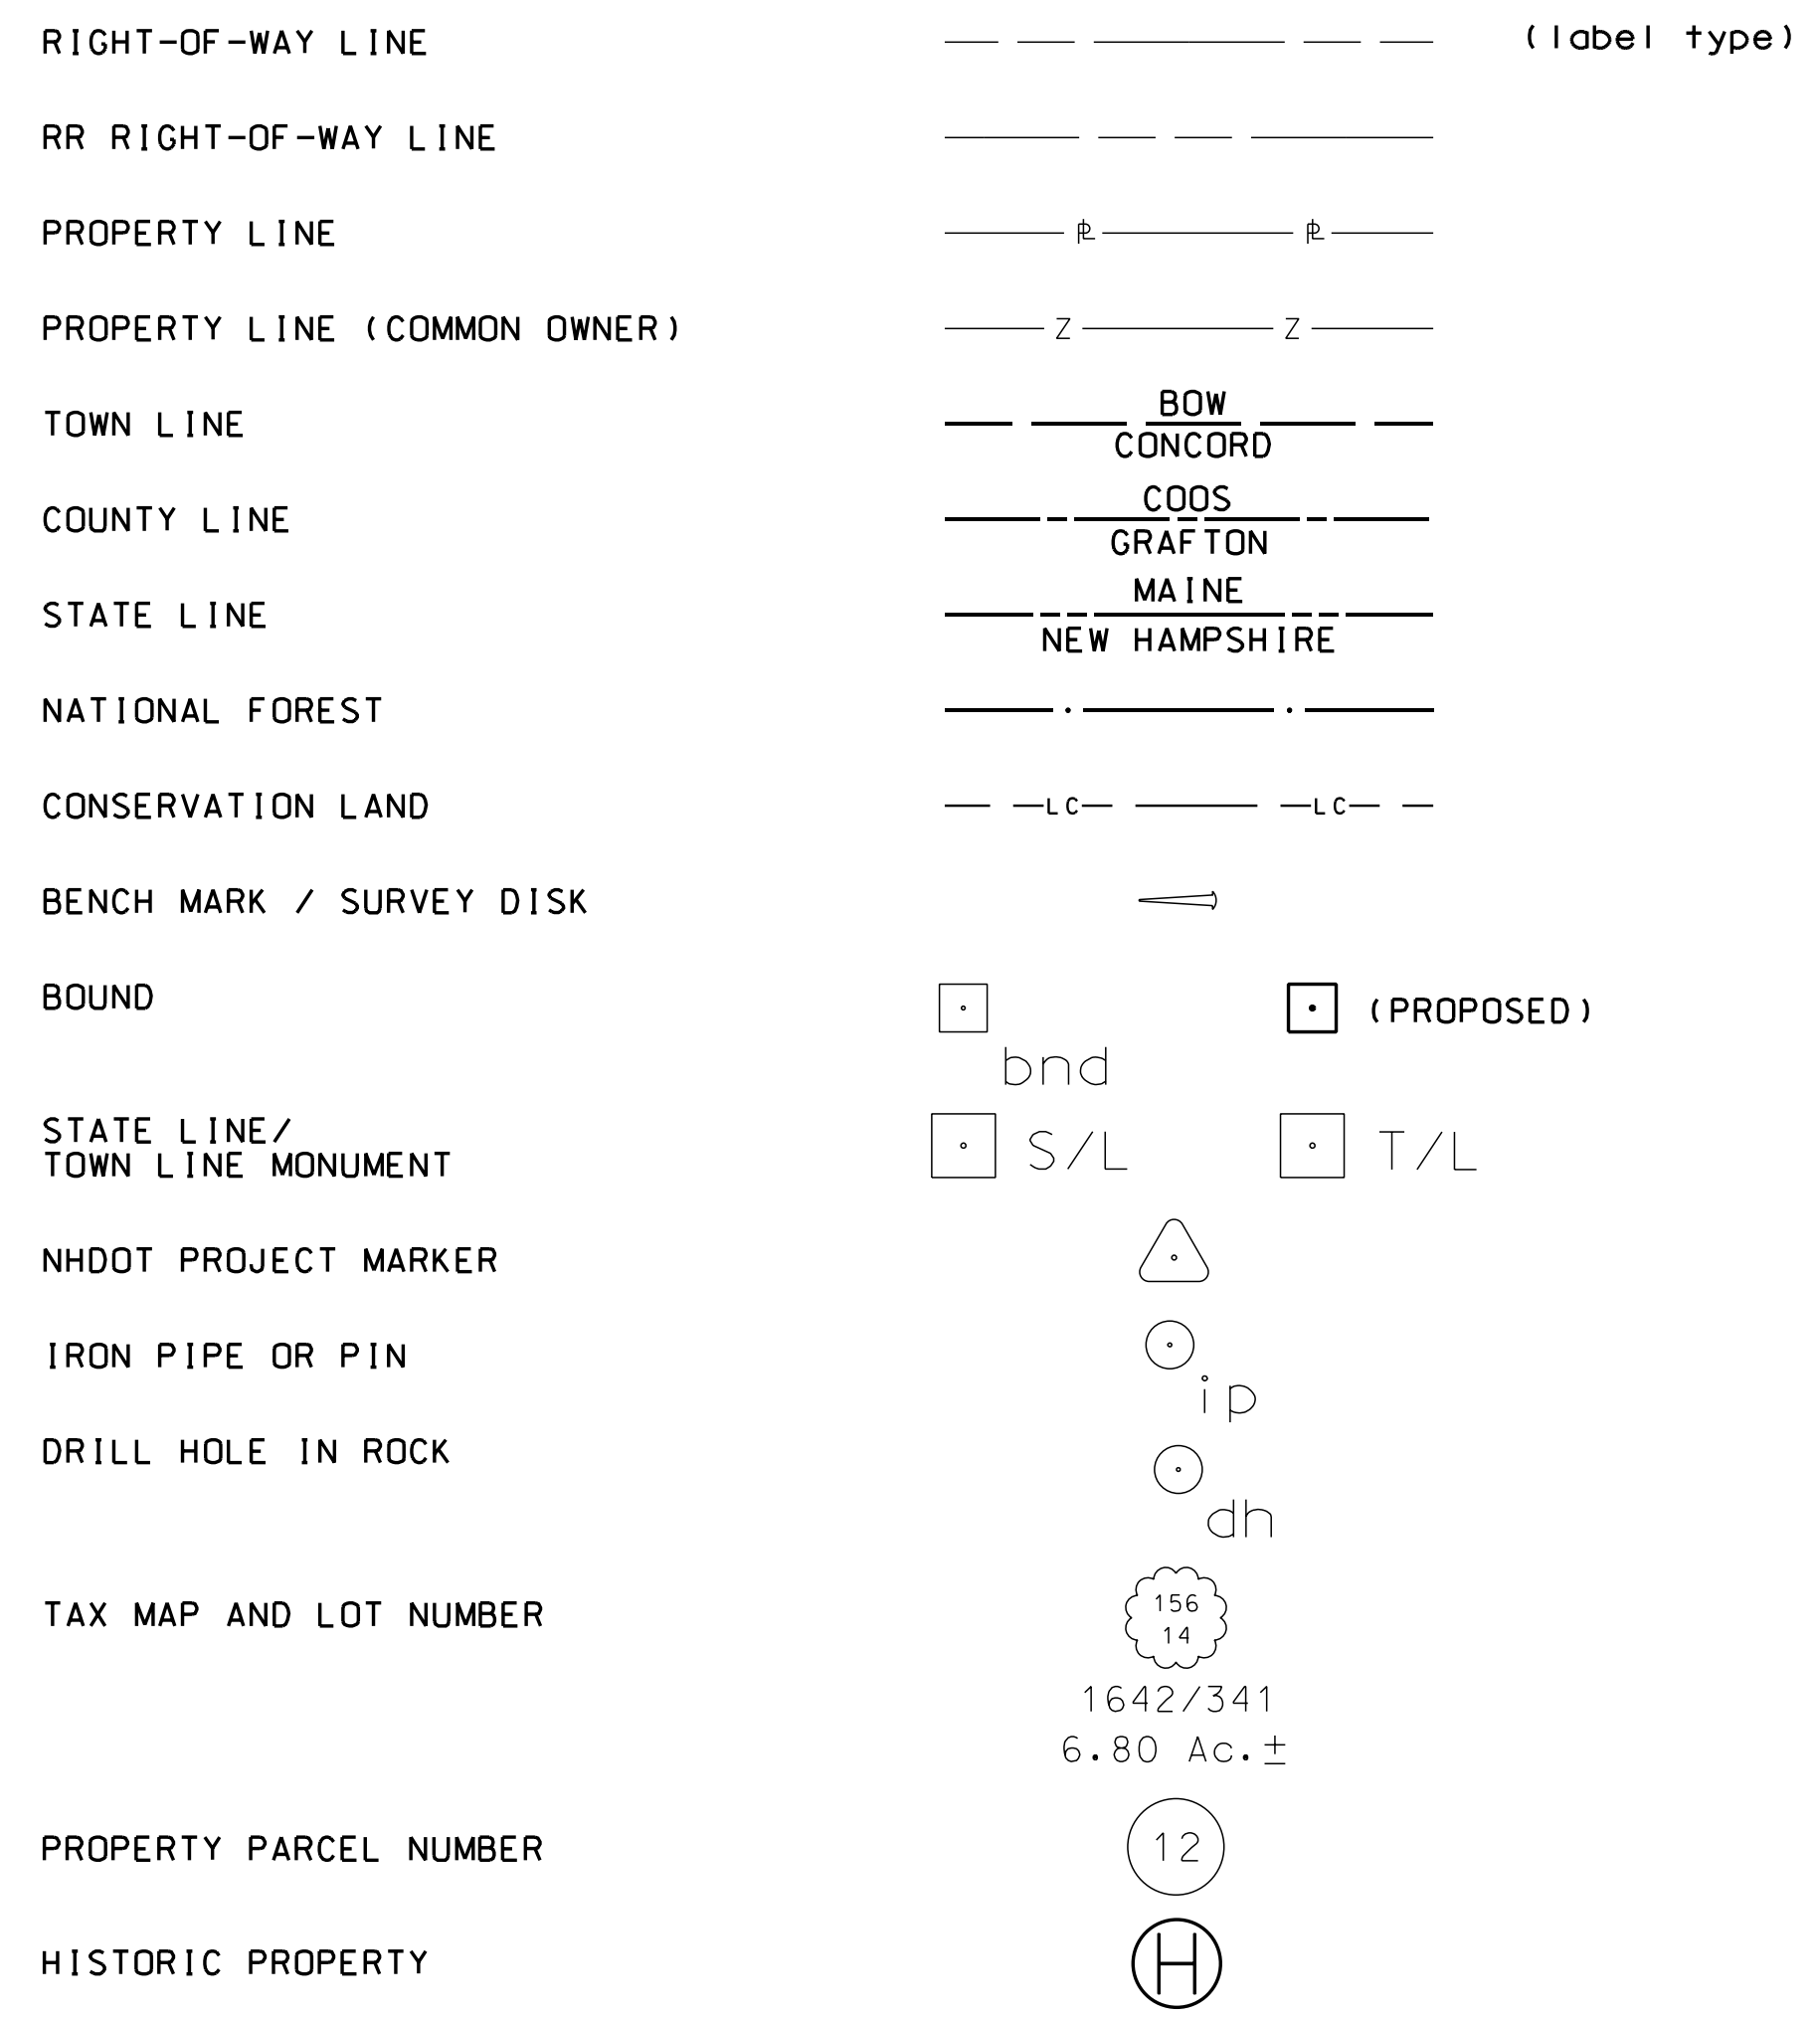 RIGHT-OF-WAY LINE (label type)
RR RIGHT-OF-WAY LINE
PROPERTY LINE PL PL
PROPERTY LINE (COMMON OWNER) Z Z
TOWN LINE BOW
CONCORD
COUNTY LINE COOS
GRAFTON
STATE LINE MAINE
NEW HAMPSHIRE
NATIONAL FOREST
CONSERVATION LAND LC LC
BENCH MARK / SURVEY DISK
BOUND (PROPOSED)
bnd
STATE LINE/
TOWN LINE MONUMENT S/L T/L
NHDOT PROJECT MARKER
IRON PIPE OR PIN
ip
DRILL HOLE IN ROCK
dh
TAX MAP AND LOT NUMBER 156
14
1642/341
6.80 Ac.±
PROPERTY PARCEL NUMBER 12
HISTORIC PROPERTY H